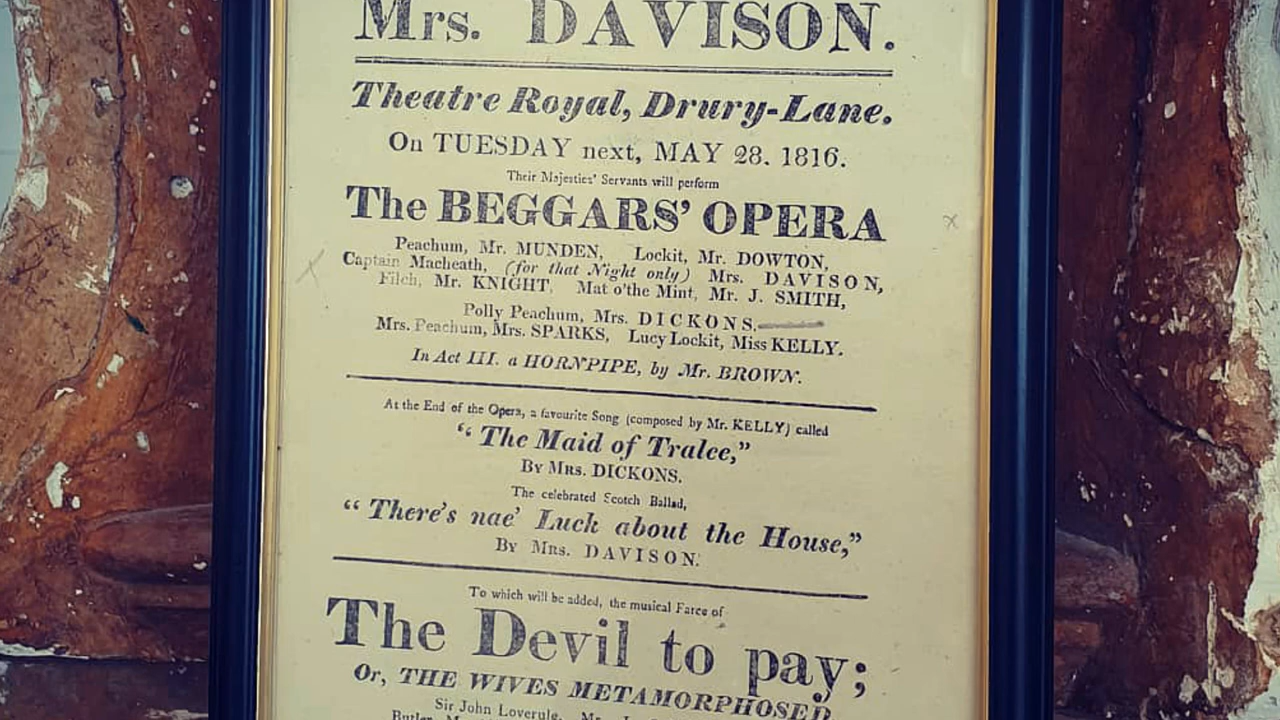 Mrs. DAVISON.
Theatre Royal, Drury-Lane.
On TUESDAY next, MAY 28. 1816.
Their Majesties' Servants will perform
The BEGGARS' OPERA
Peachum, Mr. MUNDEN, Lockit, Mr. DOWTON,
Captain Macheath, (for that Night only) Mrs. DAVISON,
Filch, Mr. KNIGHT, Mat o'the Mint, Mr. J. SMITH,
Polly Peachum, Mrs. DICKONS.
Mrs. Peachum, Mrs. SPARKS, Lucy Lockit, Miss KELLY.
In Act III. a HORNPIPE, by Mr. BROWN.
At the End of the Opera, a favourite Song (composed by Mr. KELLY) called
“The Maid of Tralee,”
By Mrs. DICKONS.
The celebrated Scotch Ballad,
“There's nae' Luck about the House,”
By Mrs. DAVISON.
To which will be added, the musical Farce of
The Devil to pay;
Or, THE WIVES METAMORPHOSED
Sir John Loverule, Mr.
Butler,